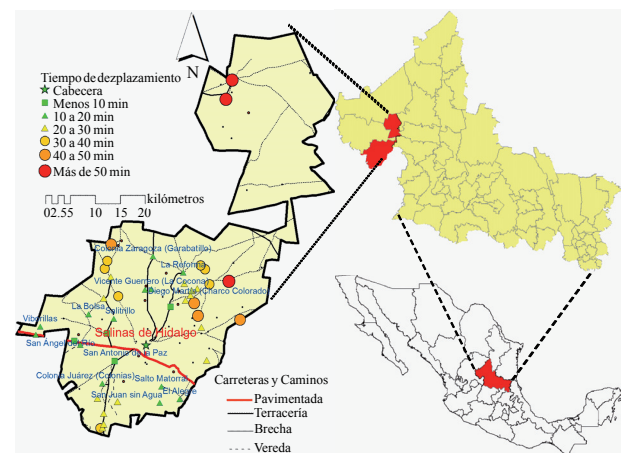 N
Tiempo de dezplazamiento
Cabecera
Menos 10 min
10 a 20 min
20 a 30 min
30 a 40 min
40 a 50 min
Más de 50 min
kilómetros
02.55 10 15 20
Colonia Zaragoza (Garabatillo)
La Reforma
Vicente Guerrero (La Cocona)
Diego Martín (Charco Colorado)
La Bolsa
Salitrillo
Viborillas
Salinas de Hidalgo
San Angel del Río
San Antonio de la Paz
Colonia Juárez (Colonias)
Salto Matorral
San Juan sin Agua
El Alegre
Carreteras y Caminos
Pavimentada
Terracería
Brecha
Vereda